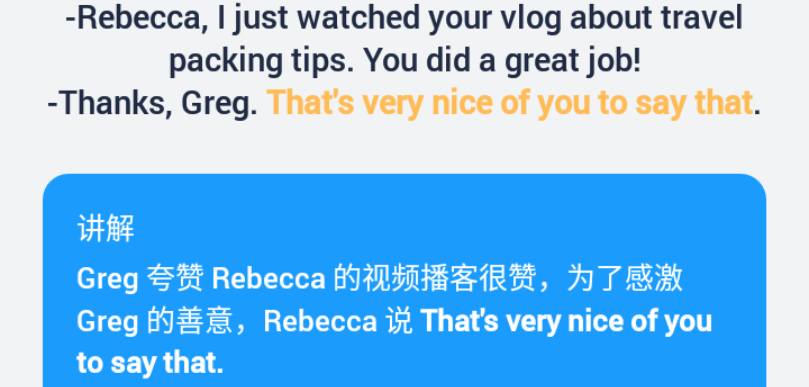 -Rebecca, I just watched your vlog about travel
packing tips. You did a great job!
-Thanks, Greg. That's very nice of you to say that.
讲解
Greg 夸赞 Rebecca 的视频播客很赞，为了感激
Greg 的善意，Rebecca 说 That's very nice of you
to say that.